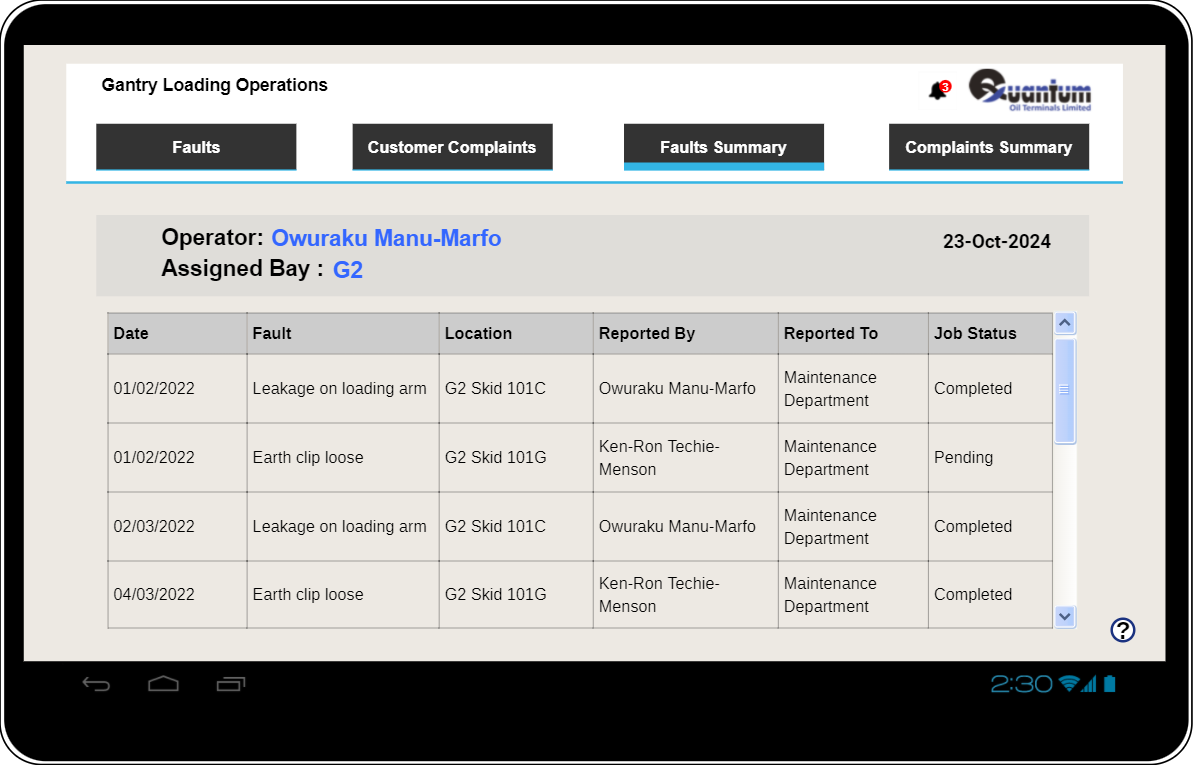 Gantry Loading Operations
3
Quantum
Oil Terminals Limited
Faults
Customer Complaints
Faults Summary
Complaints Summary
Operator: Owuraku Manu-Marfo
23-Oct-2024
Assigned Bay : G2
Date Fault Location Reported By Reported To Job Status
01/02/2022 Leakage on loading arm G2 Skid 101C Owuraku Manu-Marfo Maintenance Department Completed
01/02/2022 Earth clip loose G2 Skid 101G Ken-Ron Techie-Menson Maintenance Department Pending
02/03/2022 Leakage on loading arm G2 Skid 101C Owuraku Manu-Marfo Maintenance Department Completed
04/03/2022 Earth clip loose G2 Skid 101G Ken-Ron Techie-Menson Maintenance Department Completed
?
2:30